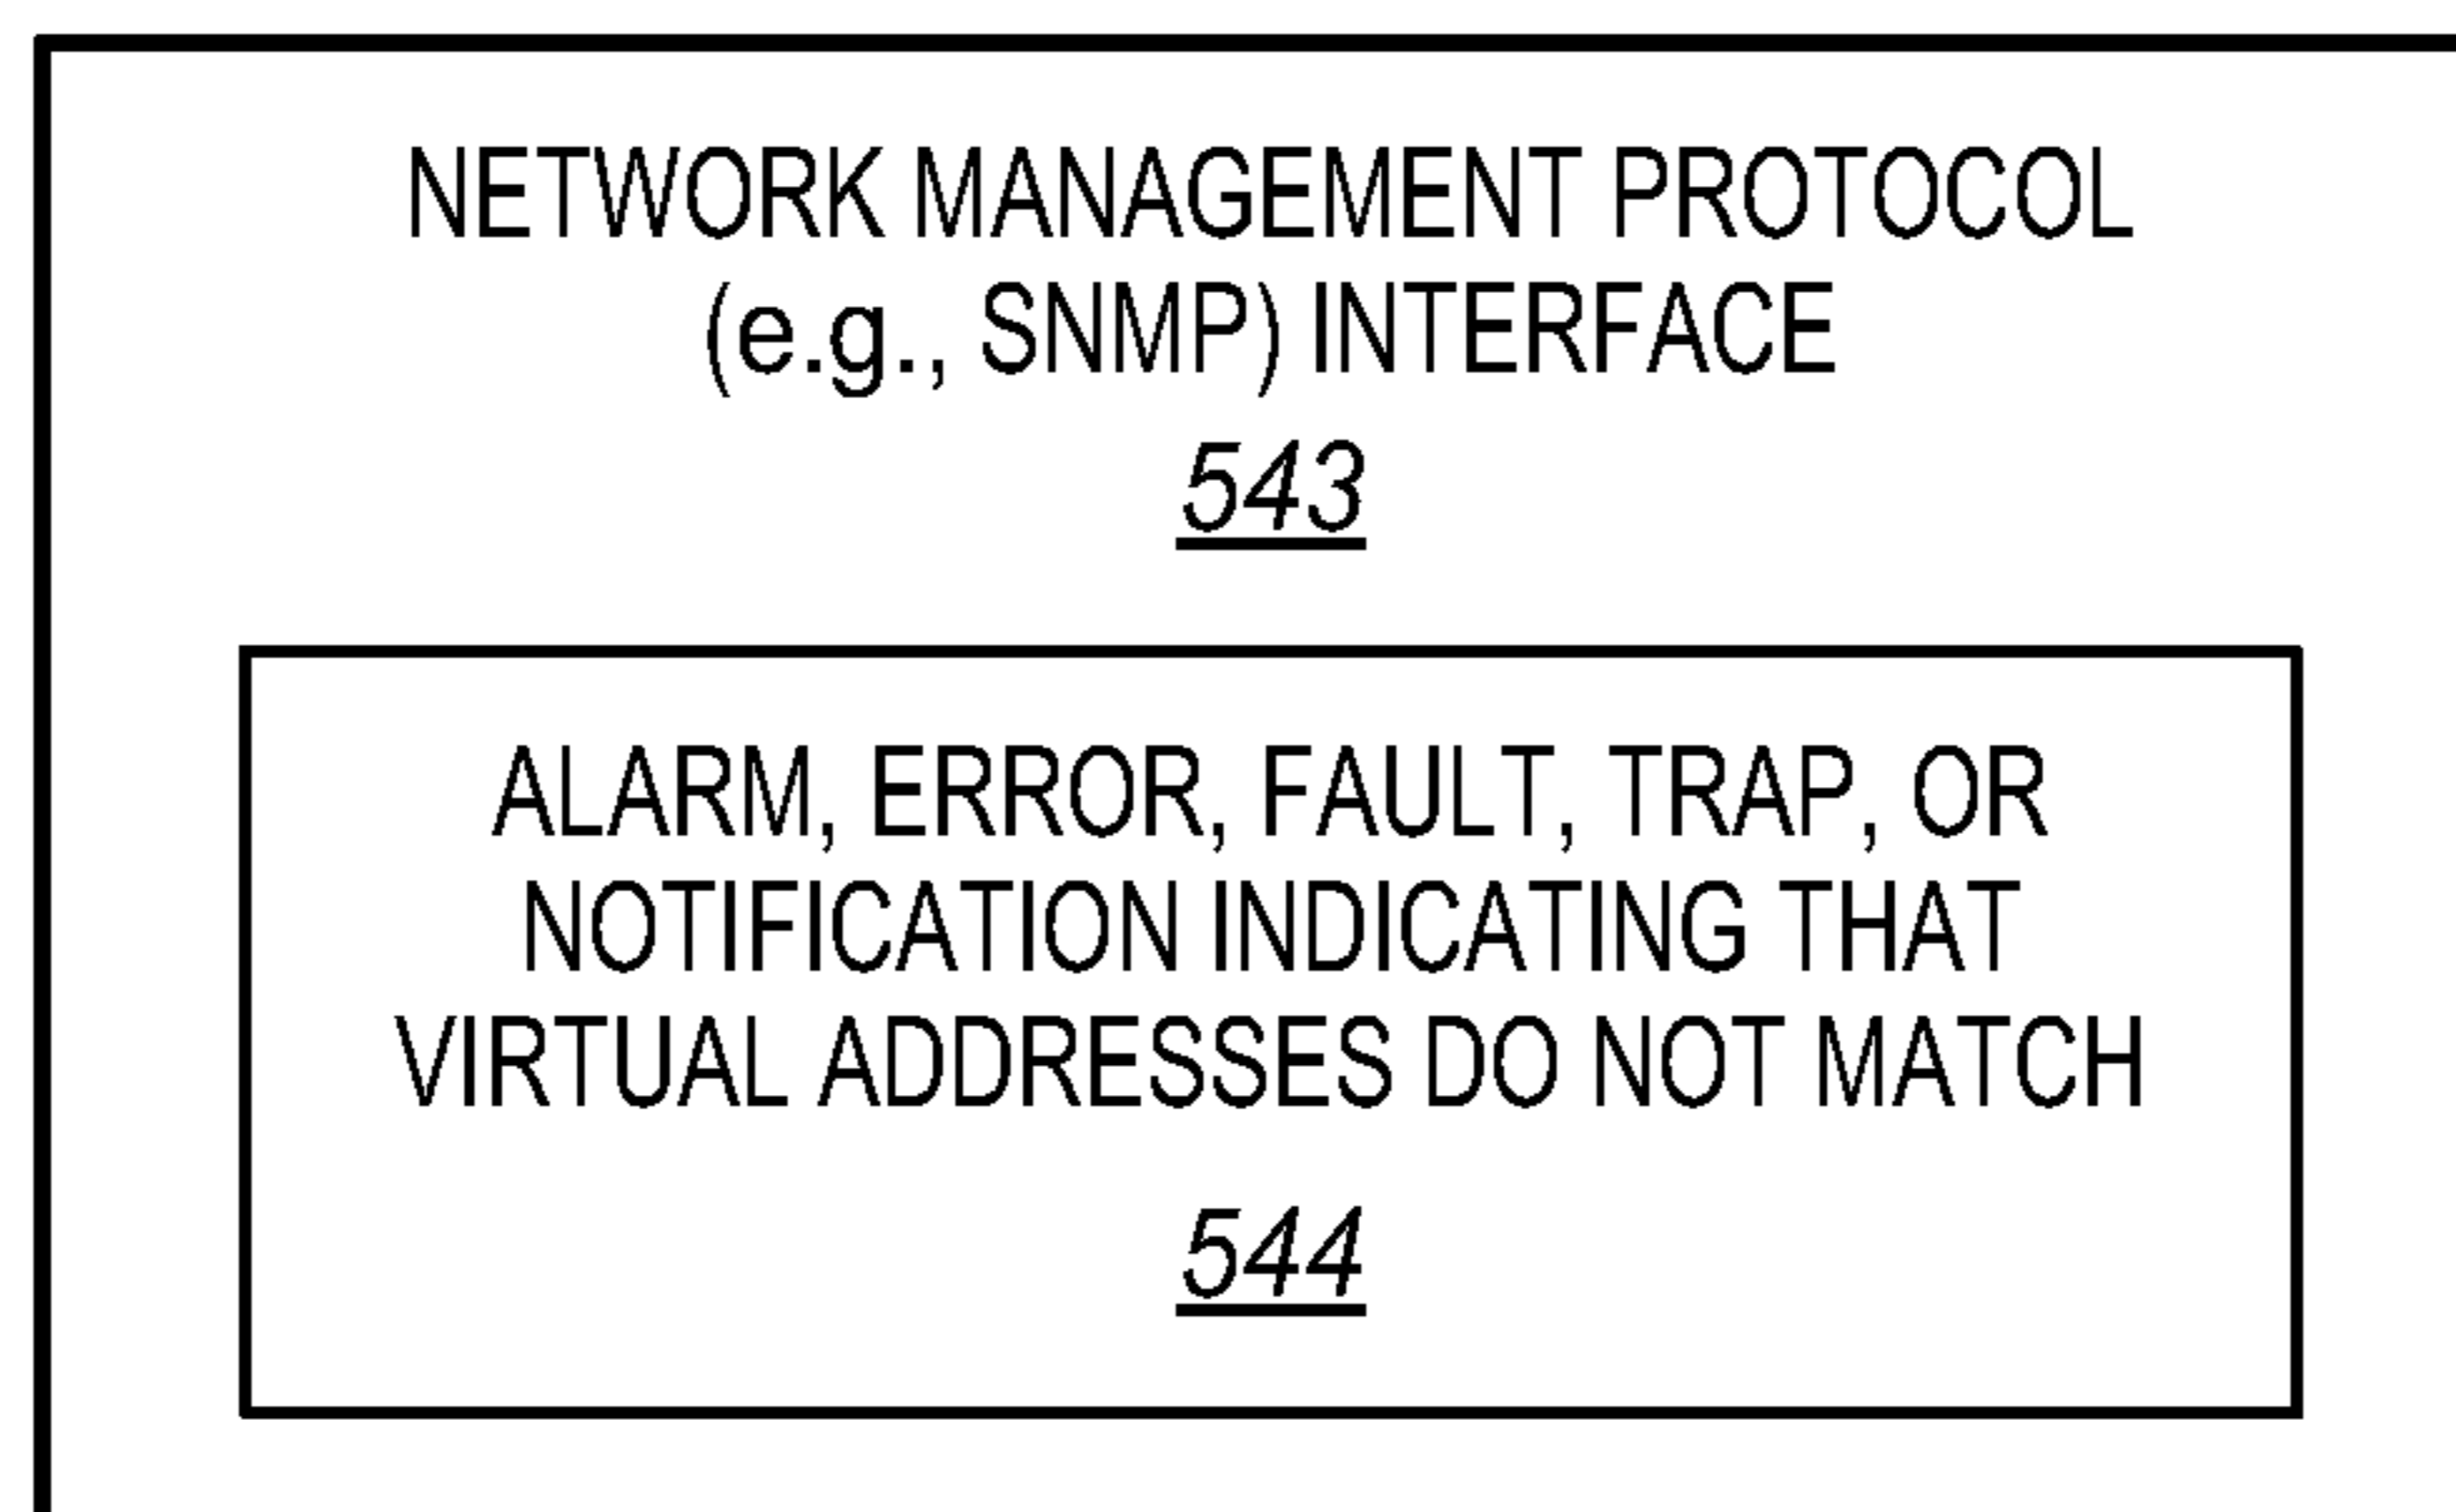 NETWORK MANAGEMENT PROTOCOL
(e.g., SNMP) INTERFACE
543
ALARM, ERROR, FAULT, TRAP, OR
NOTIFICATION INDICATING THAT
VIRTUAL ADDRESSES DO NOT MATCH
544